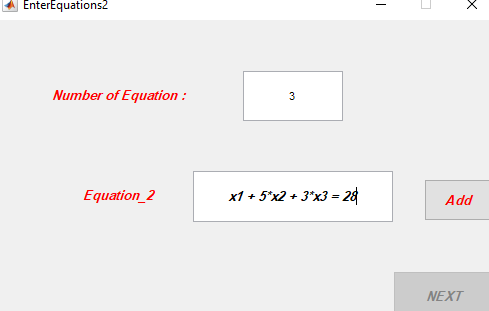 EnterEquations2
Number of Equation :
3
Equation_2
x1 + 5*x2 + 3*x3 = 28
Add
NEXT